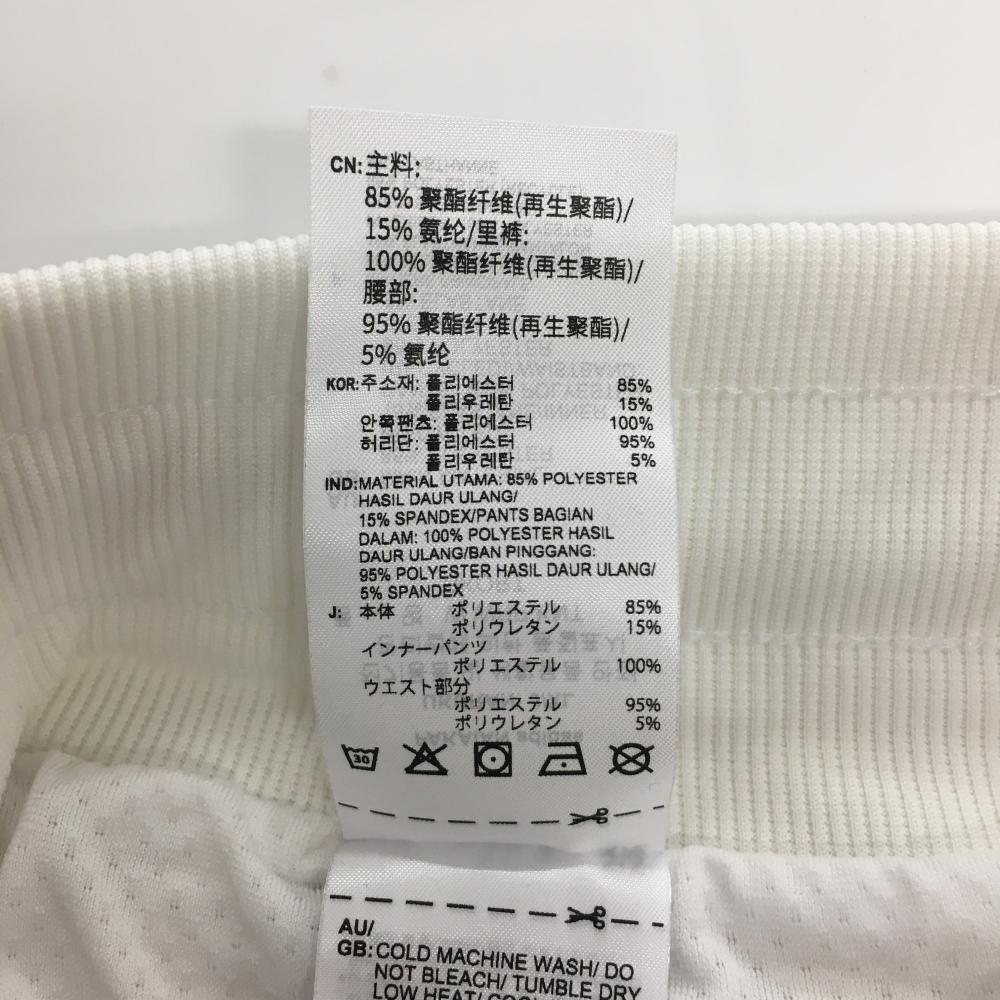 CN:主料:
85% 聚酯纤维(再生聚酯)/
15% 氨纶/里裤:
100% 聚酯纤维(再生聚酯)/
腰部:
95% 聚酯纤维(再生聚酯)/
5% 氨纶
KOR:주소재: 폴리에스터 85%
폴리우레탄 15%
안쪽팬츠: 폴리에스터 100%
허리단: 폴리에스터 95%
폴리우레탄 5%
IND:MATERIAL UTAMA: 85% POLYESTER
HASIL DAUR ULANG/
15% SPANDEX/PANTS BAGIAN
DALAM: 100% POLYESTER HASIL
DAUR ULANG/BAN PINGGANG:
95% POLYESTER HASIL DAUR ULANG/
5% SPANDEX
J: 本体 ポリエステル 85%
ポリウレタン 15%
インナーパンツ
ポリエステル 100%
ウエスト部分
ポリエステル 95%
ポリウレタン 5%
30
AU/
GB:COLD MACHINE WASH/ DO
NOT BLEACH/ TUMBLE DRY
LOW HEAT/